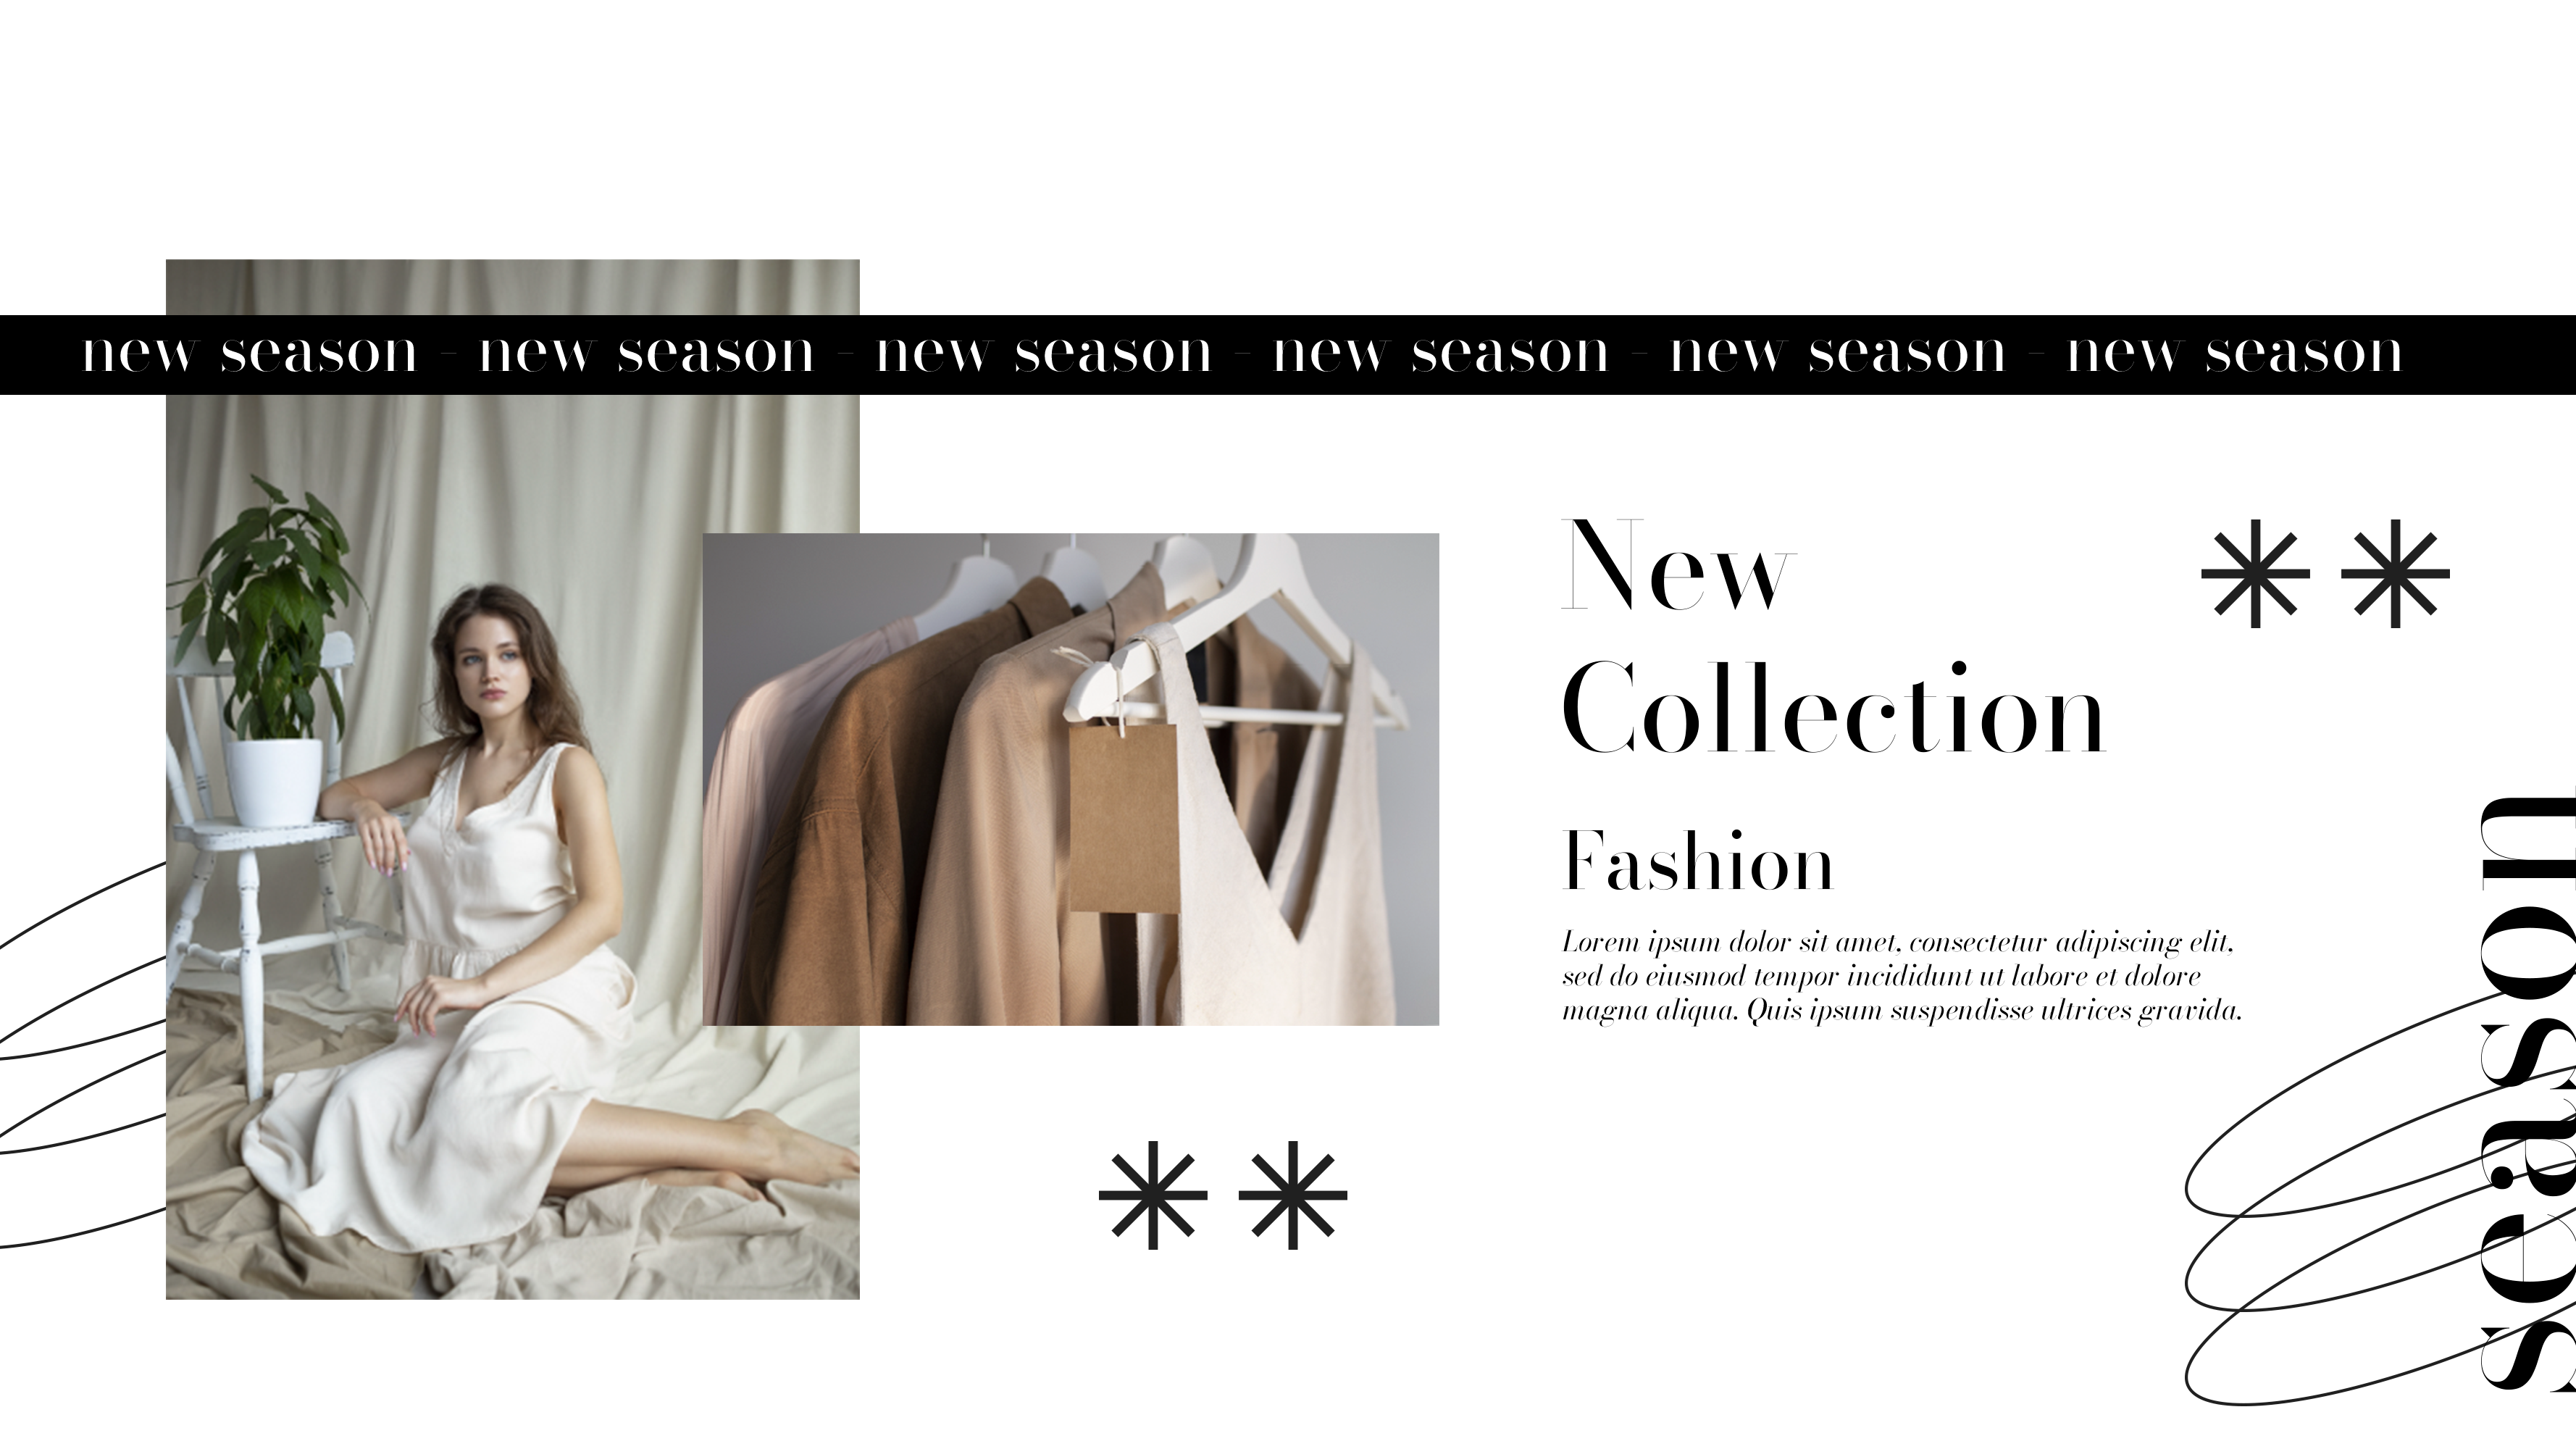 new season - new season - new season - new season - new season - new season
New
Collection
Fashion
Lorem ipsum dolor sit amet, consectetur adipiscing elit,
sed do eiusmod tempor incididunt ut labore et dolore
magna aliqua. Quis ipsum suspendisse ultrices gravida.
season